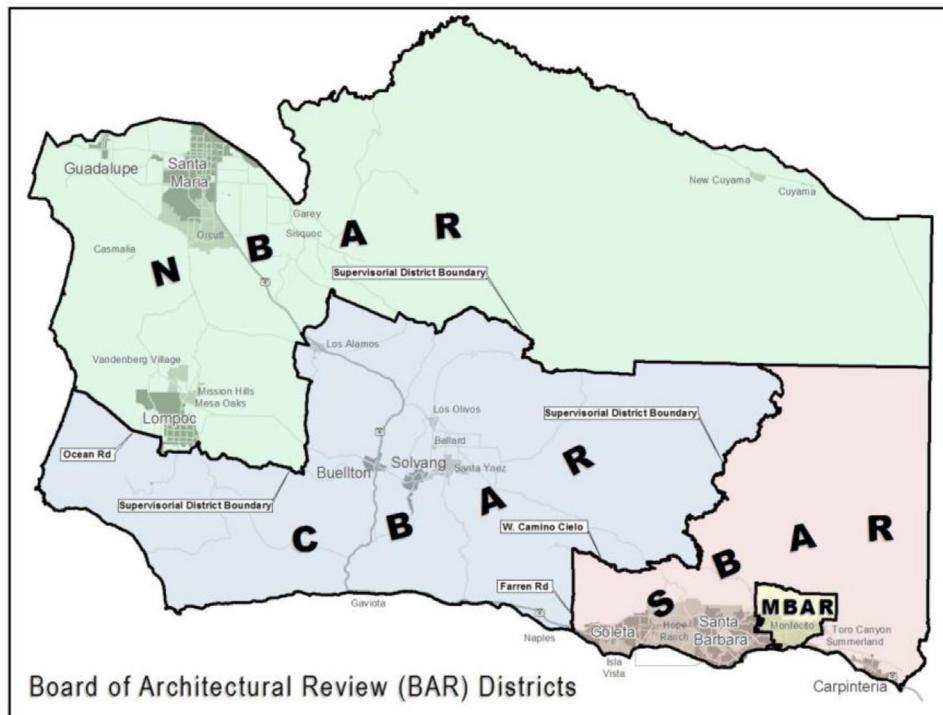 Guadalupe
Santa
Maria
New Cuyama
Cuyama
Garey
Orcutt
Sisquoc
Casmalia
N B A R
Supervisorial District Boundary
Los Alamos
Vandenberg Village
Mission Hills
Mesa Oaks
Lompoc
Los Olivos
Supervisorial District Boundary
Ballard
Ocean Rd
Buellton
Solvang
Santa Ynez
Supervisorial District Boundary
C B A R
W. Camino Cielo
S B A R
Farren Rd
Gaviota
Naples
MBAR
Goleta
Hope
Ranch
Santa
Barbara
Montecito
Toro Canyon
Summerland
Isla
Vista
Carpinteria
Board of Architectural Review (BAR) Districts